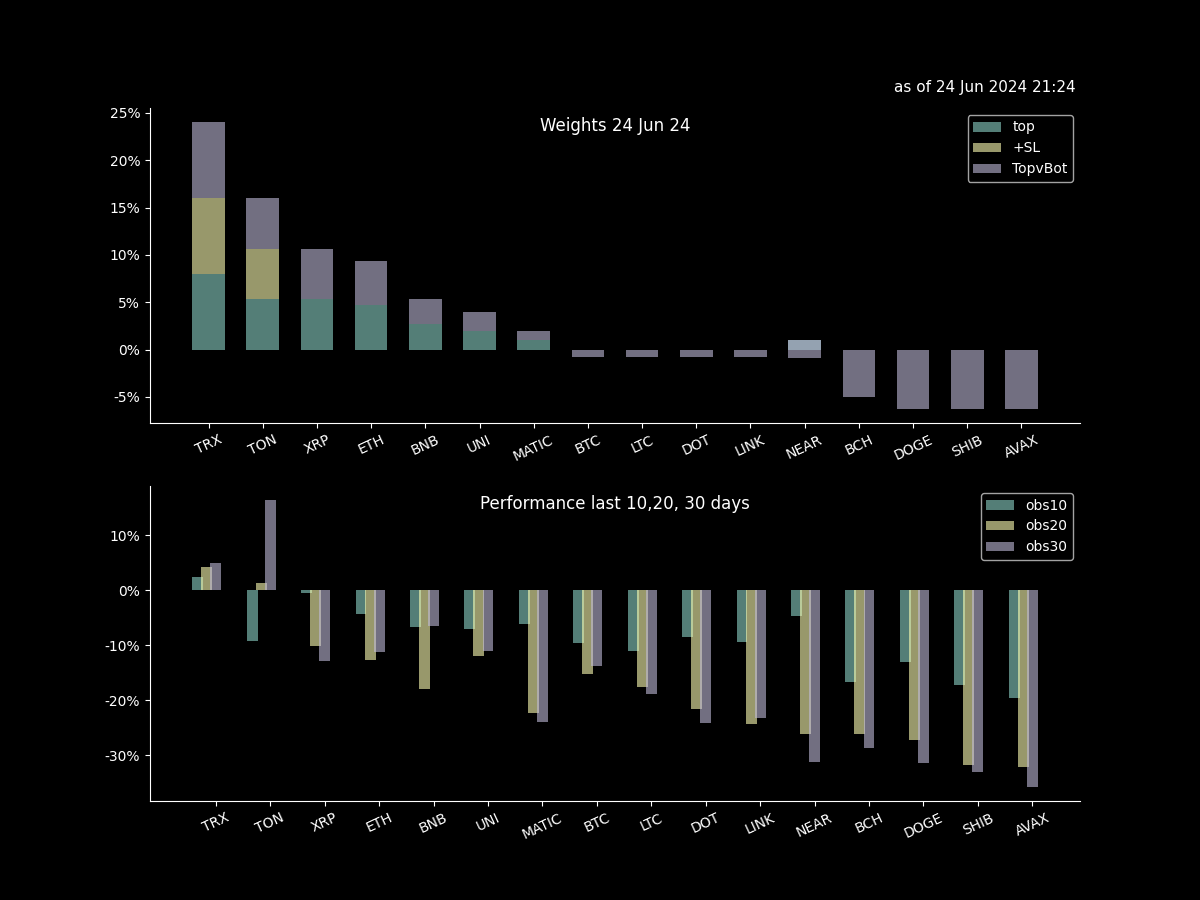 as of 24 Jun 2024 21:24
Weights 24 Jun 24
top
+SL
TopvBot
25%
20%
15%
10%
5%
0%
-5%
TRX TON XRP ETH BNB UNI MATIC BTC LTC DOT LINK NEAR BCH DOGE SHIB AVAX
Performance last 10,20, 30 days
obs10
obs20
obs30
10%
0%
-10%
-20%
-30%
TRX TON XRP ETH BNB UNI MATIC BTC LTC DOT LINK NEAR BCH DOGE SHIB AVAX